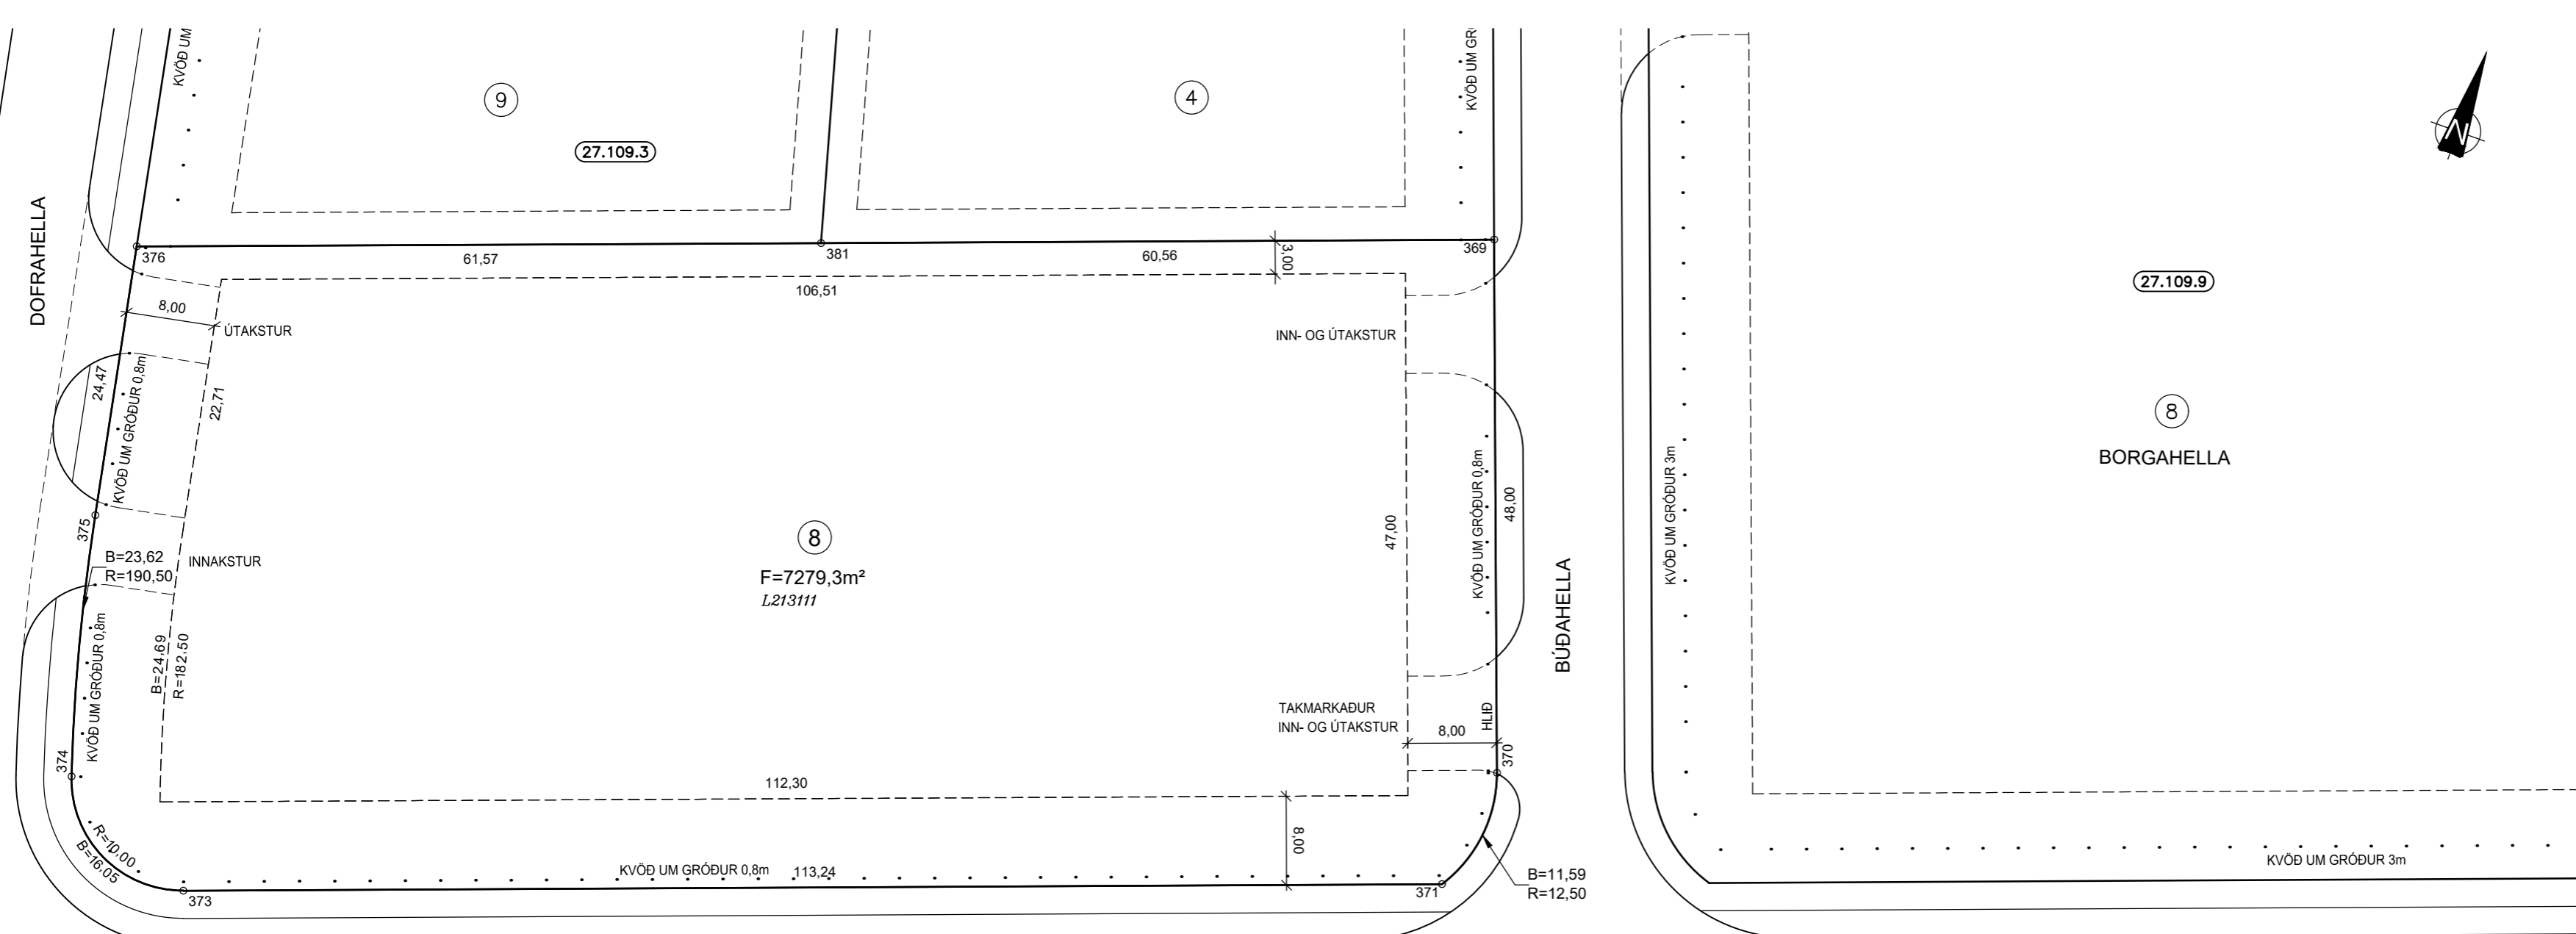 KVÖÐ UM
KVÖÐ UM GR
9
4
27.109.3
N
DOFRAHELLA
376
61,57
381
60,56
3,00
369
106,51
27.109.9
8,00
ÚTAKSTUR
INN- OG ÚTAKSTUR
24,47
KVÖÐ UM GRÓÐUR 0,8m
22,71
8
BORGAHELLA
KVÖÐ UM GRÓÐUR 0,8m
48,00
47,00
KVÖÐ UM GRÓÐUR 3m
375
8
F=7279,3m²
L213111
B=23,62
R=190,50
INNAKSTUR
BÚÐAHELLA
KVÖÐ UM GRÓÐUR 0,8m
B=24,69
R=182,50
TAKMARKAÐUR
INN- OG ÚTAKSTUR
HLIÐ
8,00
370
374
112,30
R=10,00
B=16,05
8,00
KVÖÐ UM GRÓÐUR 0,8m
113,24
KVÖÐ UM GRÓÐUR 3m
373
371
B=11,59
R=12,50